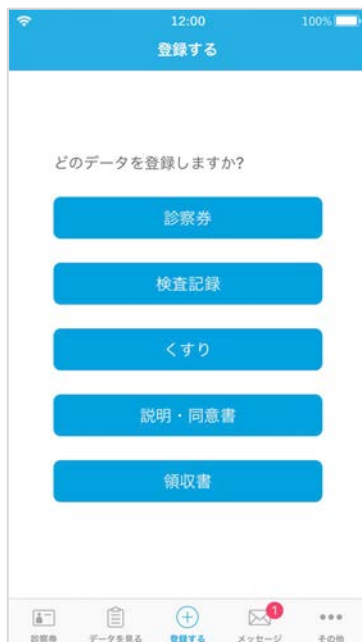 12:00
100%
登録する
どのデータを登録しますか?
診察券
検査記録
くすり
説明・同意書
領収書
1
診察券
データを見る
登録する
メッセージ
その他